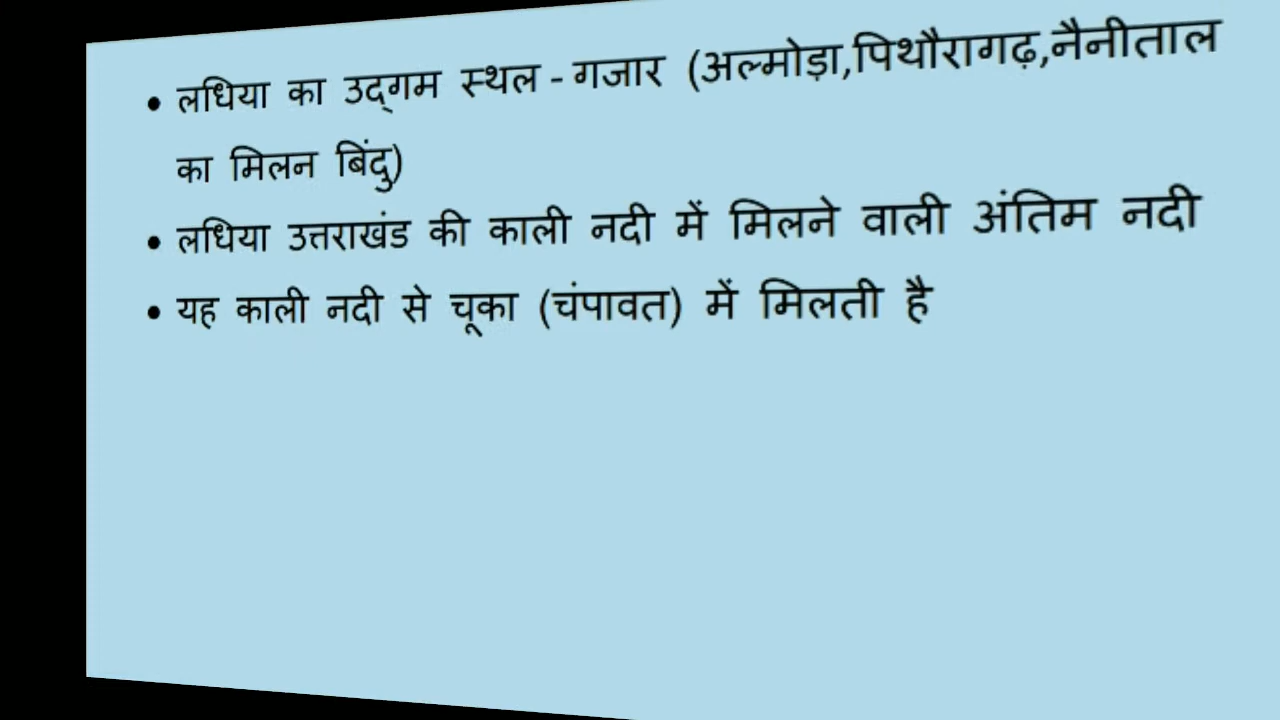 • लधिया का उद्गम स्थल - गजार (अल्मोड़ा,पिथौरागढ़,नैनीताल
का मिलन बिंदु)
• लधिया उत्तराखंड की काली नदी में मिलने वाली अंतिम नदी
• यह काली नदी से चूका (चंपावत) में मिलती है